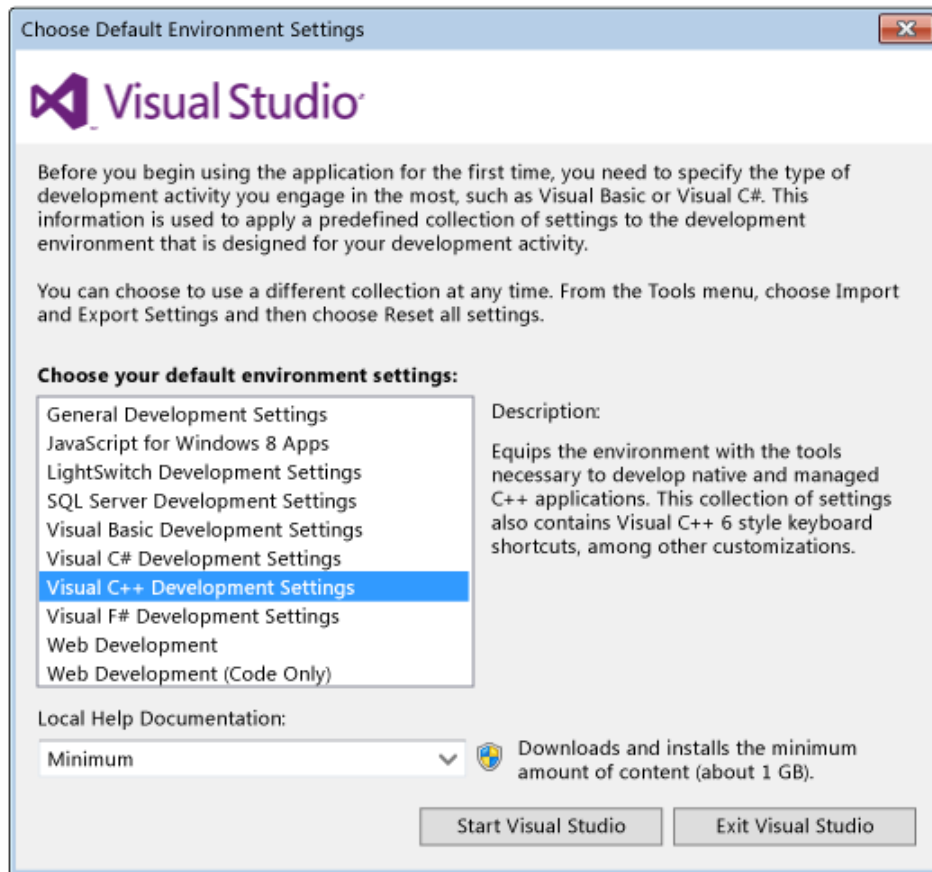 Choose Default Environment Settings
Visual Studio
Before you begin using the application for the first time, you need to specify the type of
development activity you engage in the most, such as Visual Basic or Visual C#. This
information is used to apply a predefined collection of settings to the development
environment that is designed for your development activity.
You can choose to use a different collection at any time. From the Tools menu, choose Import
and Export Settings and then choose Reset all settings.
Choose your default environment settings:
General Development Settings
JavaScript for Windows 8 Apps
LightSwitch Development Settings
SQL Server Development Settings
Visual Basic Development Settings
Visual C# Development Settings
Visual C++ Development Settings
Visual F# Development Settings
Web Development
Web Development (Code Only)
Description:
Equips the environment with the tools
necessary to develop native and managed
C++ applications. This collection of settings
also contains Visual C++ 6 style keyboard
shortcuts, among other customizations.
Local Help Documentation:
Minimum
Downloads and installs the minimum
amount of content (about 1 GB).
Start Visual Studio
Exit Visual Studio